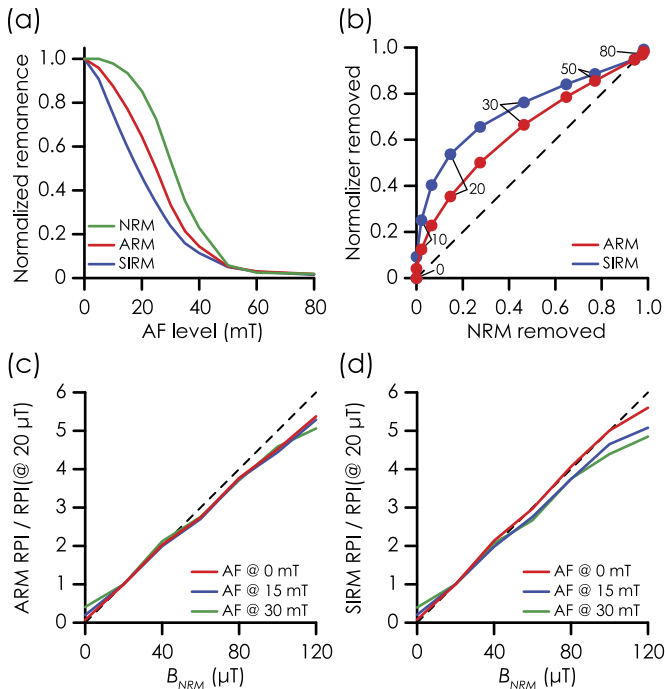 (a)
Normalized remanence
1.0
0.8
0.6
0.4
0.2
0
NRM
ARM
SIRM
0 20 40 60 80
AF level (mT)
(b)
Normalizer removed
1.0
0.8
0.6
0.4
0.2
0
80
50
30
20
10
0
ARM
SIRM
0 0.2 0.4 0.6 0.8 1.0
NRM removed
(c)
ARM RPI / RPI(@ 20 µT)
6
5
4
3
2
1
0
AF @ 0 mT
AF @ 15 mT
AF @ 30 mT
0 40 80 120
B_NRM (µT)
(d)
SIRM RPI / RPI(@ 20 µT)
6
5
4
3
2
1
0
AF @ 0 mT
AF @ 15 mT
AF @ 30 mT
0 40 80 120
B_NRM (µT)